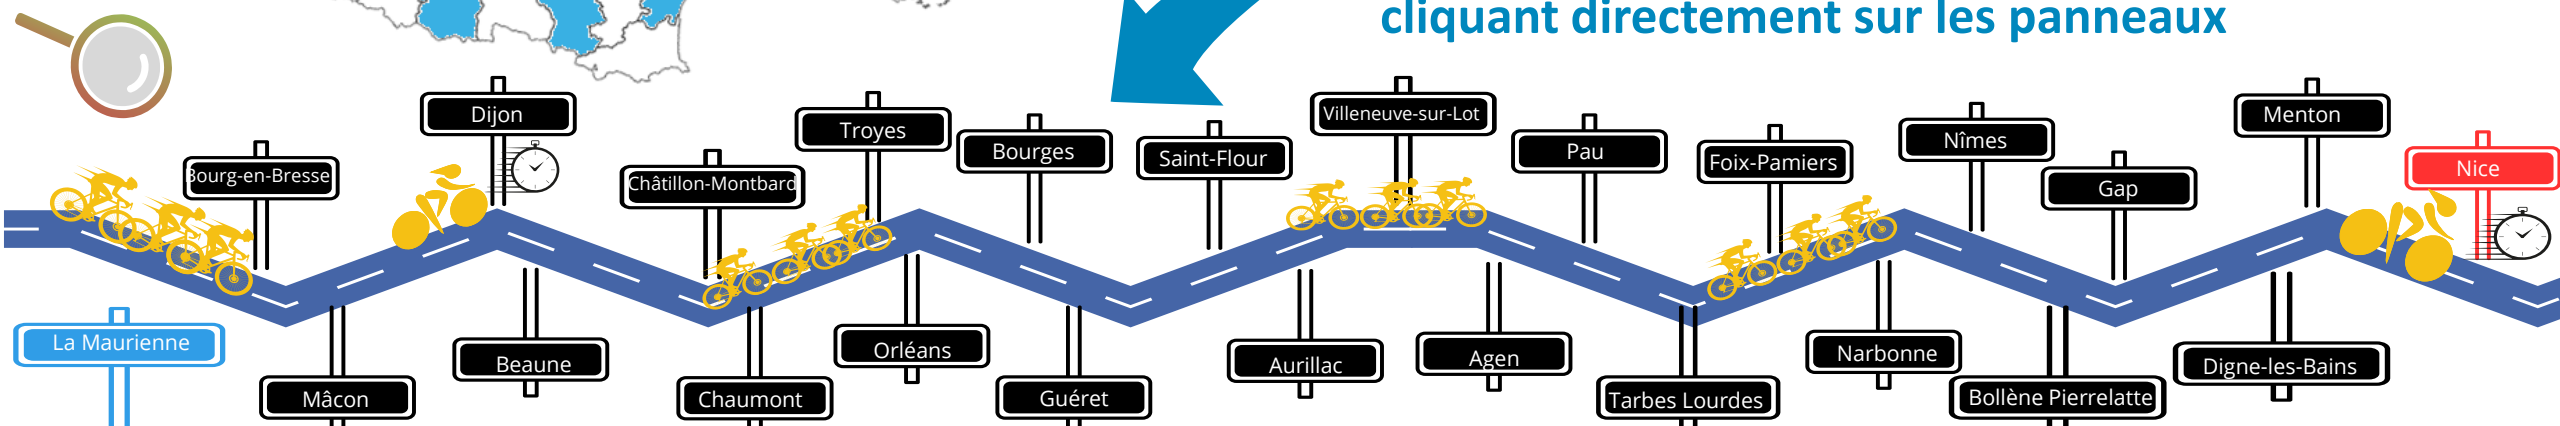 cliquant directement sur les panneaux
La Maurienne
Bourg-en-Bresse
Mâcon
Dijon
Beaune
Châtillon-Montbard
Chaumont
Troyes
Orléans
Bourges
Guéret
Saint-Flour
Aurillac
Villeneuve-sur-Lot
Agen
Pau
Tarbes Lourdes
Foix-Pamiers
Narbonne
Nîmes
Bollène Pierrelatte
Gap
Digne-les-Bains
Menton
Nice